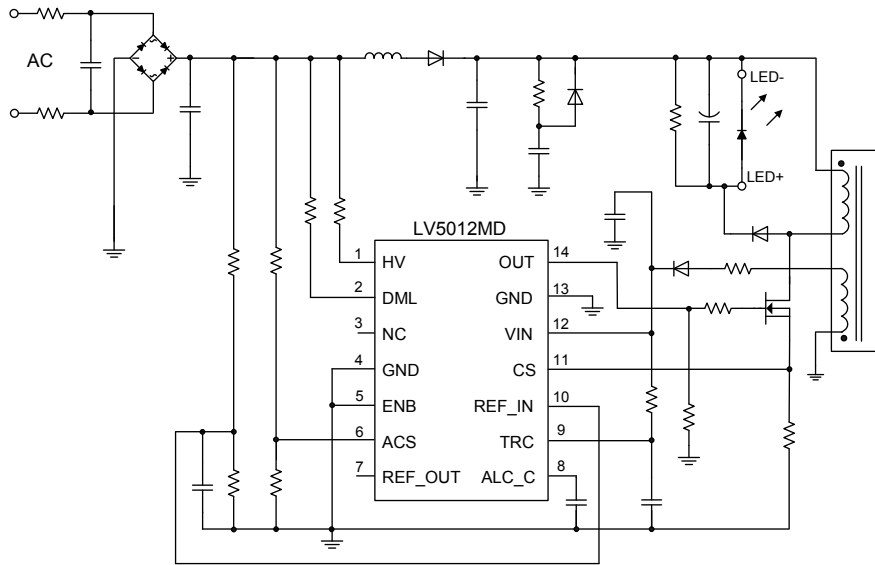 AC
LED-
LED+
LV5012MD
1 HV OUT 14
2 DML GND 13
3 NC VIN 12
4 GND CS 11
5 ENB REF_IN 10
6 ACS TRC 9
7 REF_OUT ALC_C 8